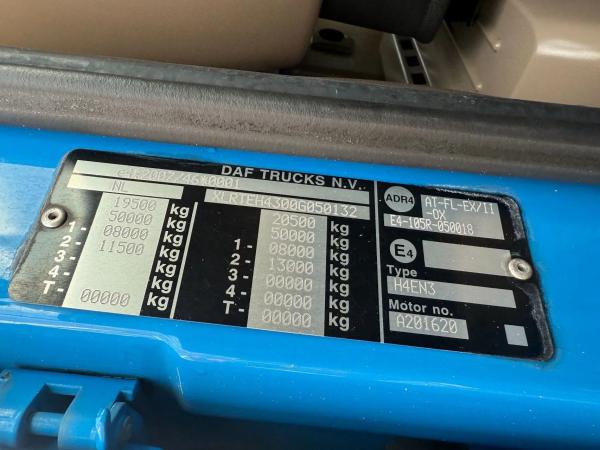 DAF TRUCKS N.V.
e4*2007/46*0001
NL
XLRTEH4300G050132
19500 kg
50000 kg
1- 08000 kg
2- 11500 kg
3- kg
4- kg
T- 00000 kg
20500 kg
50000 kg
1- 08000 kg
2- 13000 kg
3- 00000 kg
4- 00000 kg
T- 00000 kg
ADR4
AT-FL-EX/II
-OX
E4-105R-050018
E4
Type
H4EN3
Motor no.
A201620